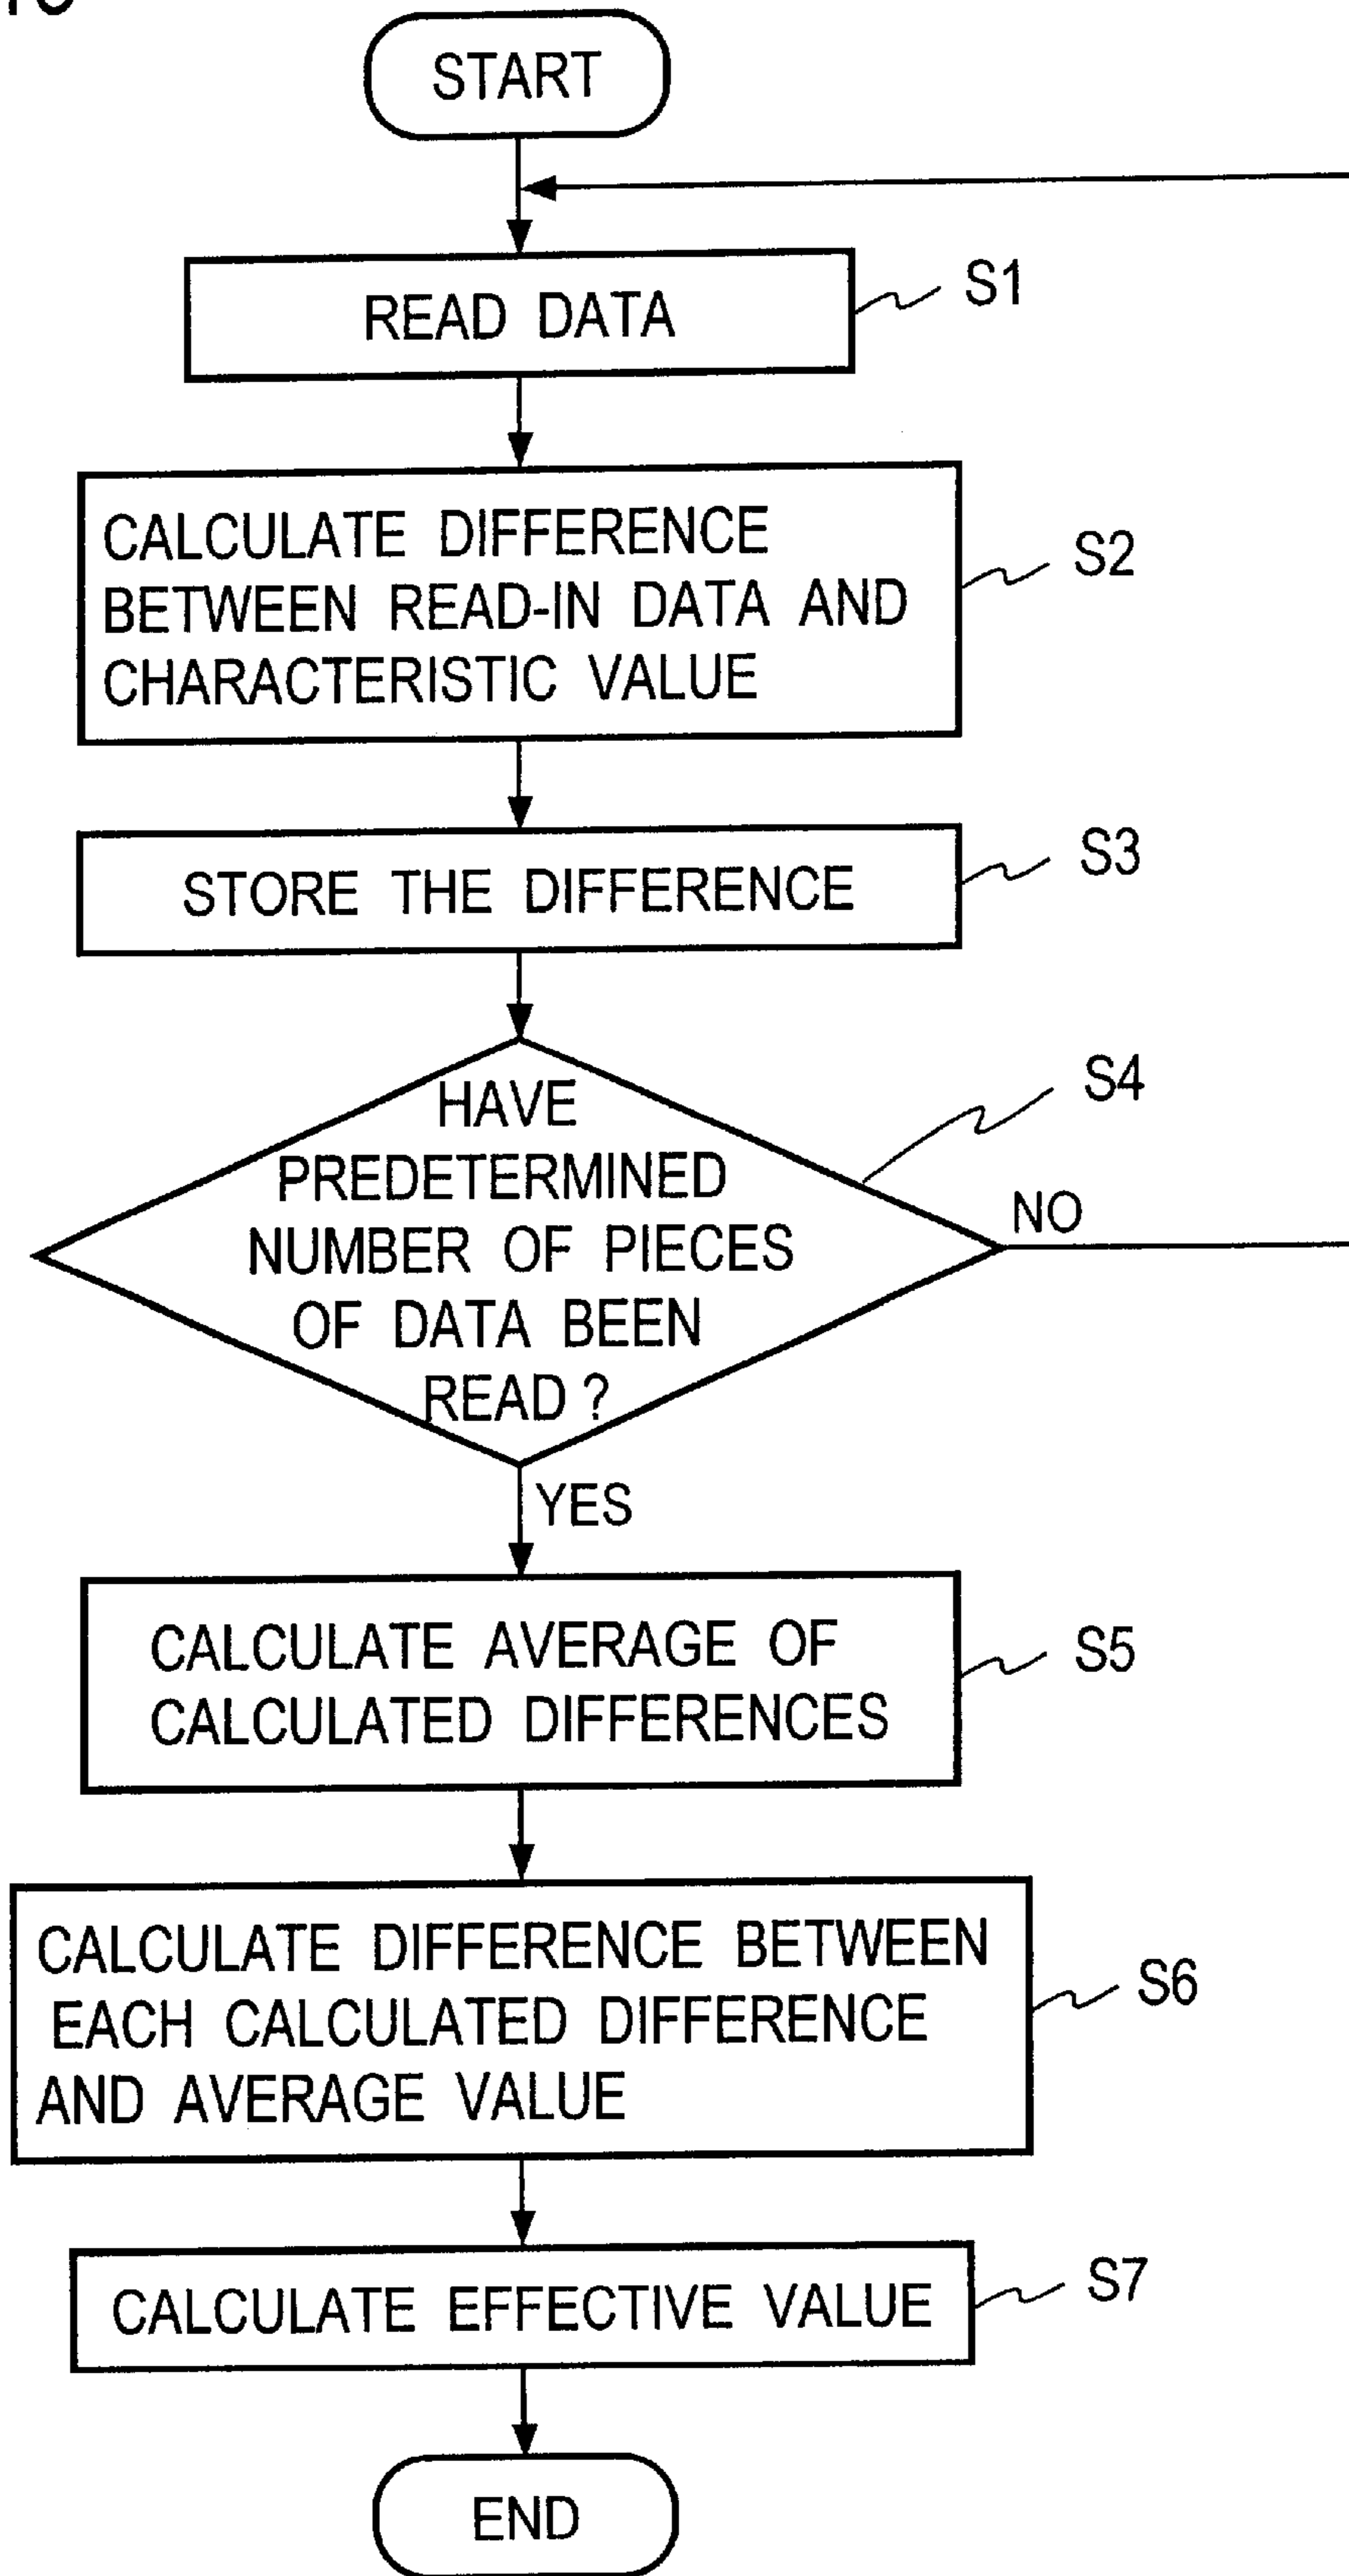 START
READ DATA
S1
CALCULATE DIFFERENCE
BETWEEN READ-IN DATA AND
CHARACTERISTIC VALUE
S2
STORE THE DIFFERENCE
S3
HAVE
PREDETERMINED
NUMBER OF PIECES
OF DATA BEEN
READ ?
S4
NO
YES
CALCULATE AVERAGE OF
CALCULATED DIFFERENCES
S5
CALCULATE DIFFERENCE BETWEEN
EACH CALCULATED DIFFERENCE
AND AVERAGE VALUE
S6
CALCULATE EFFECTIVE VALUE
S7
END